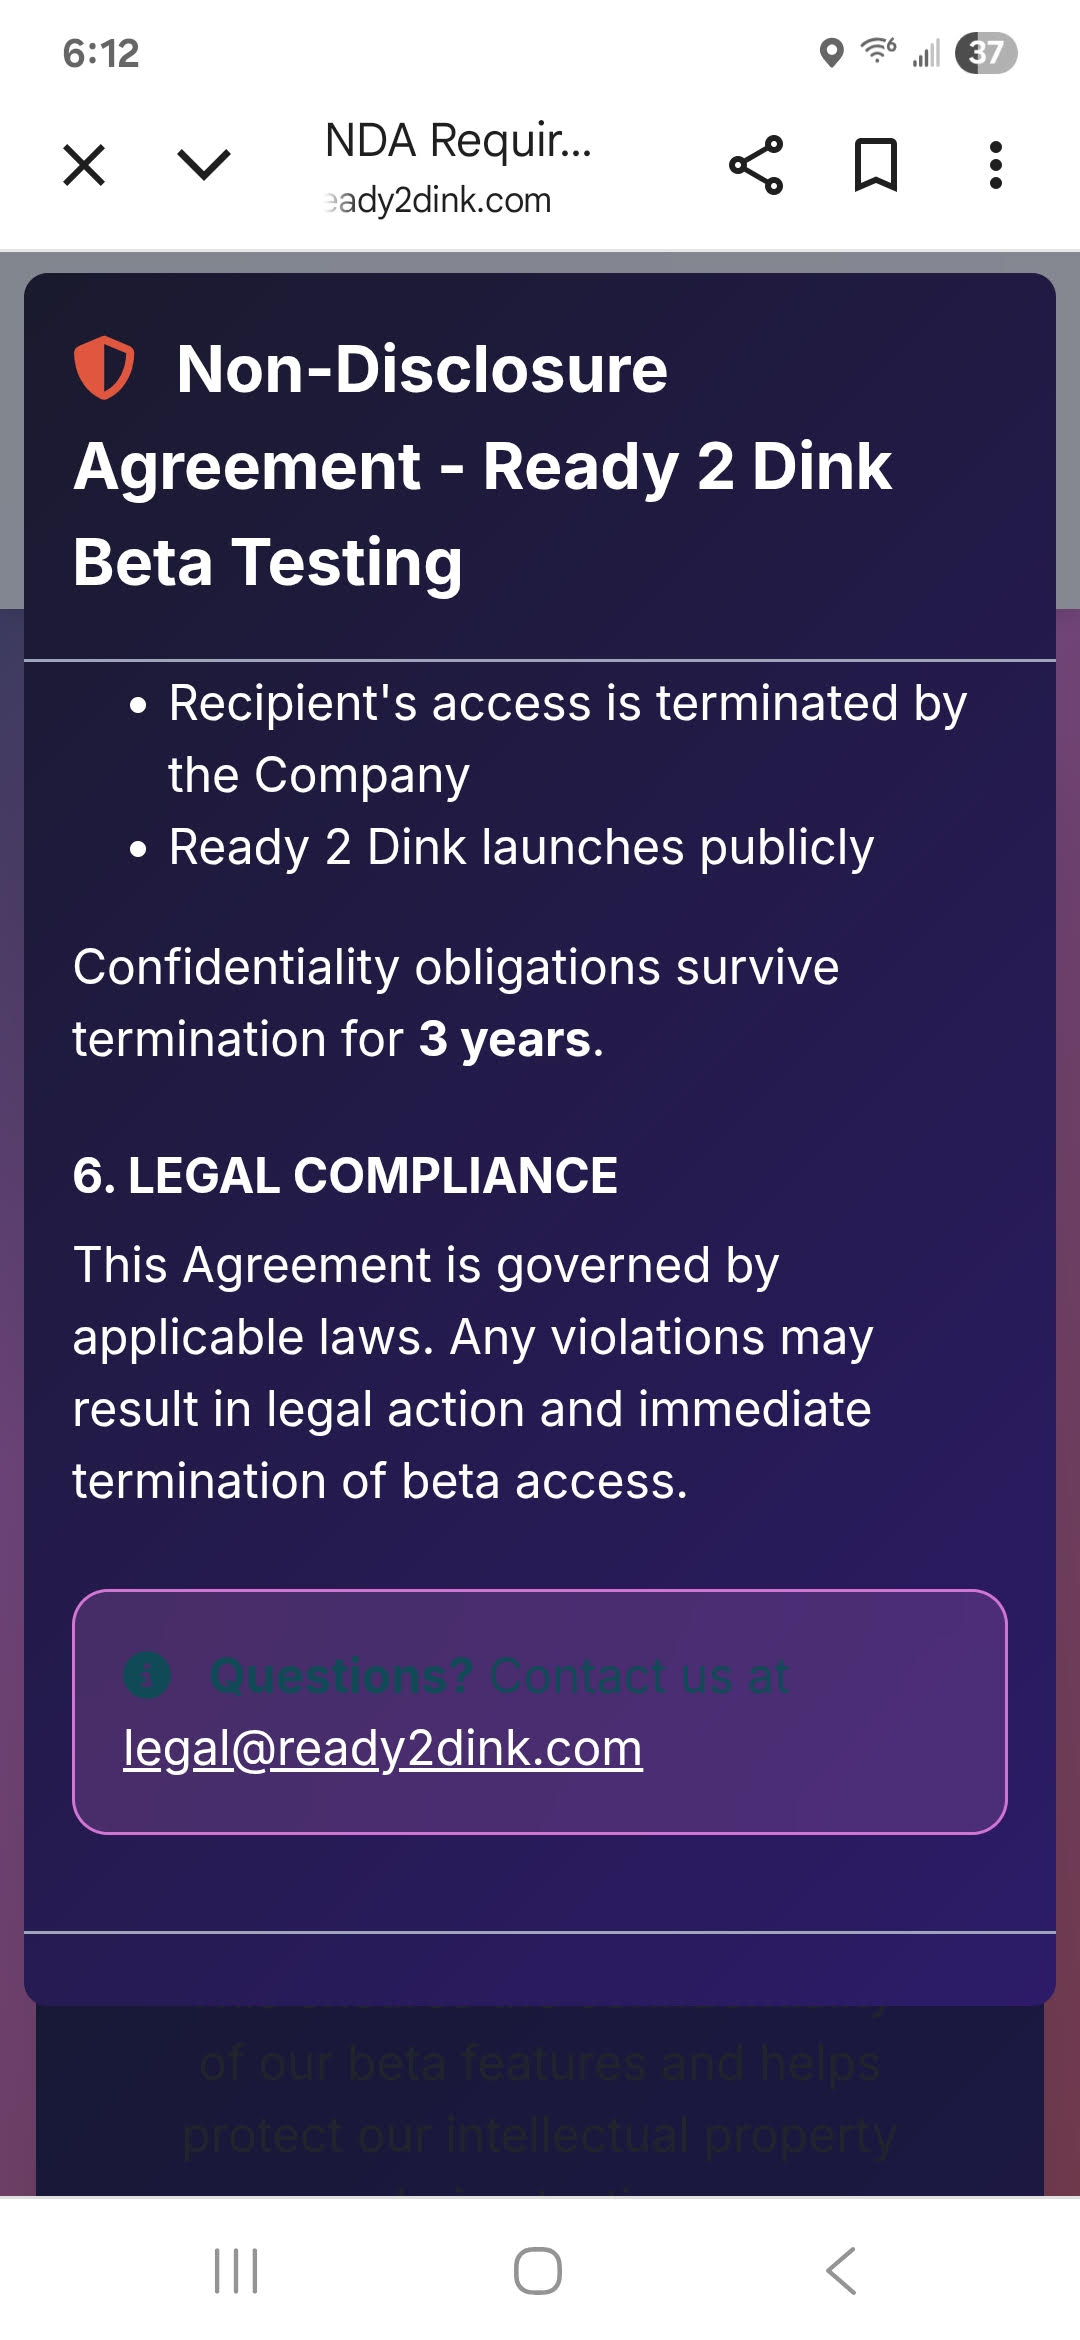 6:12
6
37
NDA Requir...
eady2dink.com
Non-Disclosure
Agreement - Ready 2 Dink
Beta Testing
• Recipient's access is terminated by
the Company
• Ready 2 Dink launches publicly
Confidentiality obligations survive
termination for 3 years.
6. LEGAL COMPLIANCE
This Agreement is governed by
applicable laws. Any violations may
result in legal action and immediate
termination of beta access.
Questions? Contact us at
legal@ready2dink.com
of our beta features and helps
protect our intellectual property